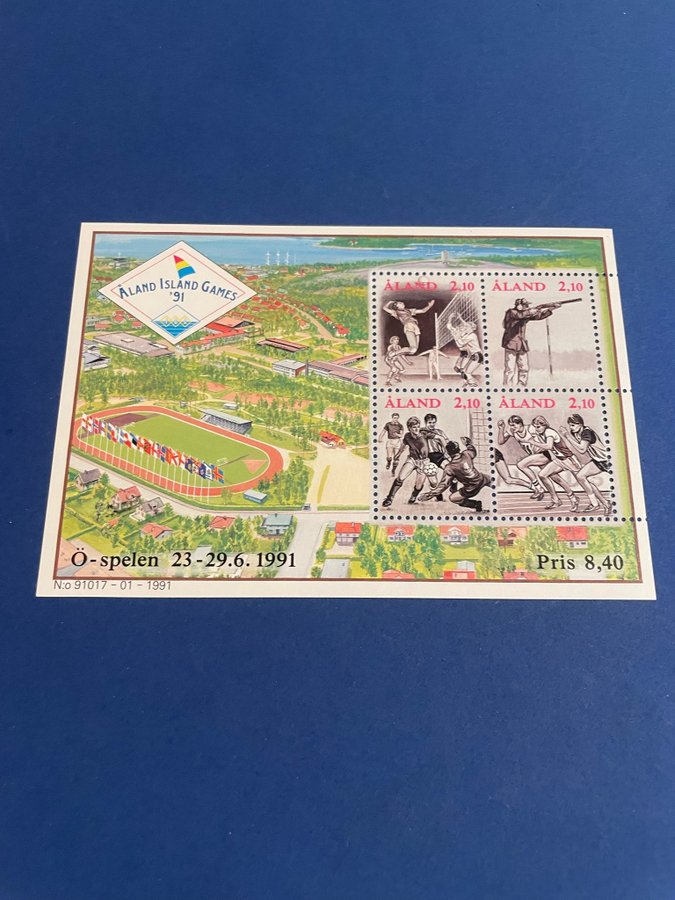 ÅLAND ISLAND GAMES
'91
ÅLAND 2,10
ÅLAND 2,10
ÅLAND 2,10
ÅLAND 2,10
Ö-spelen 23-29.6.1991
Pris 8,40
N:o 91017 - 01 - 1991